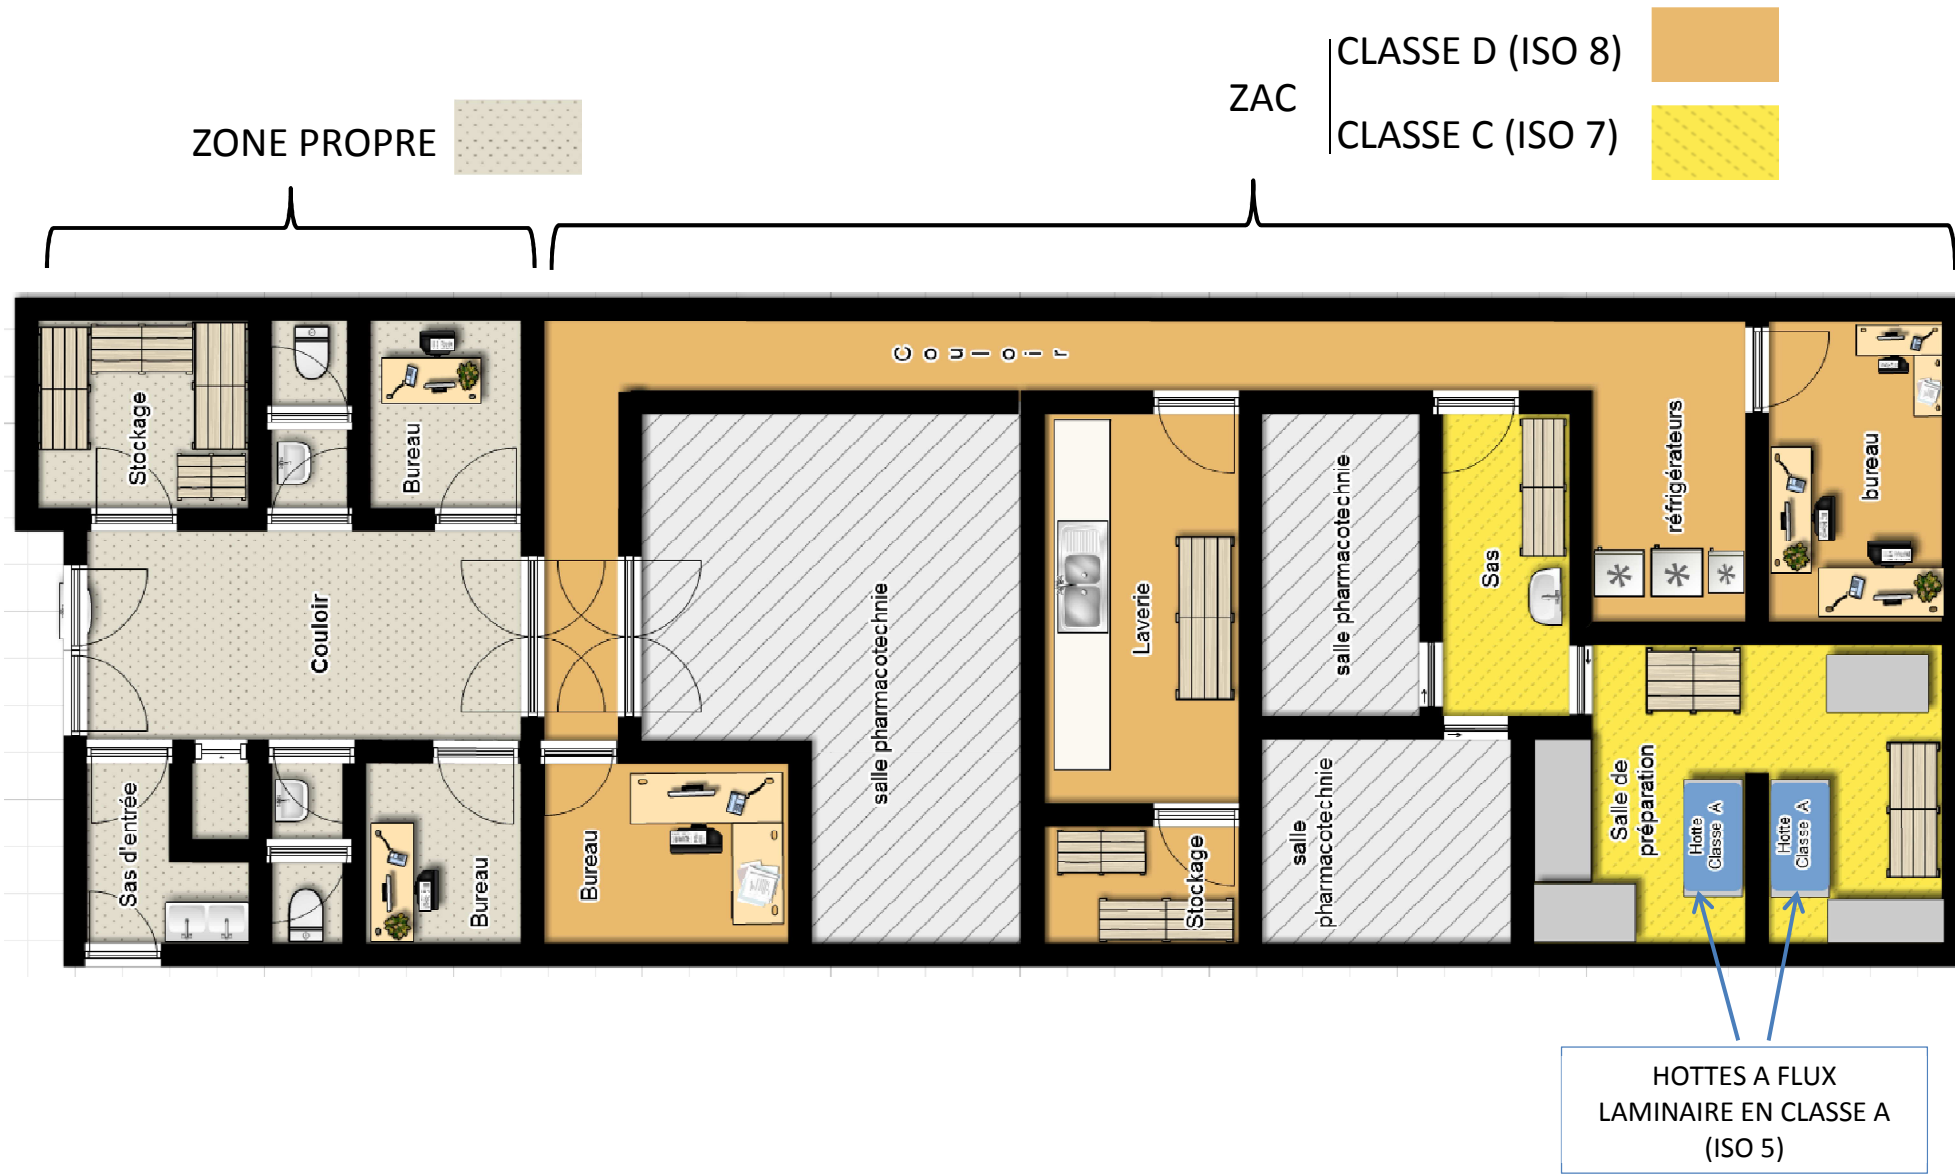 CLASSE D (ISO 8)
ZAC
CLASSE C (ISO 7)
ZONE PROPRE
Couloir
Stockage
Bureau
réfrigérateurs
bureau
salle pharmacotechnie
Sas
Couloir
Laverie
salle pharmacotechnie
Sas d'entrée
Bureau
Bureau
Stockage
salle
pharmacotechnie
Salle de
préparation
Hotte
Classe A
Hotte
Classe A
HOTTES A FLUX
LAMINAIRE EN CLASSE A
(ISO 5)